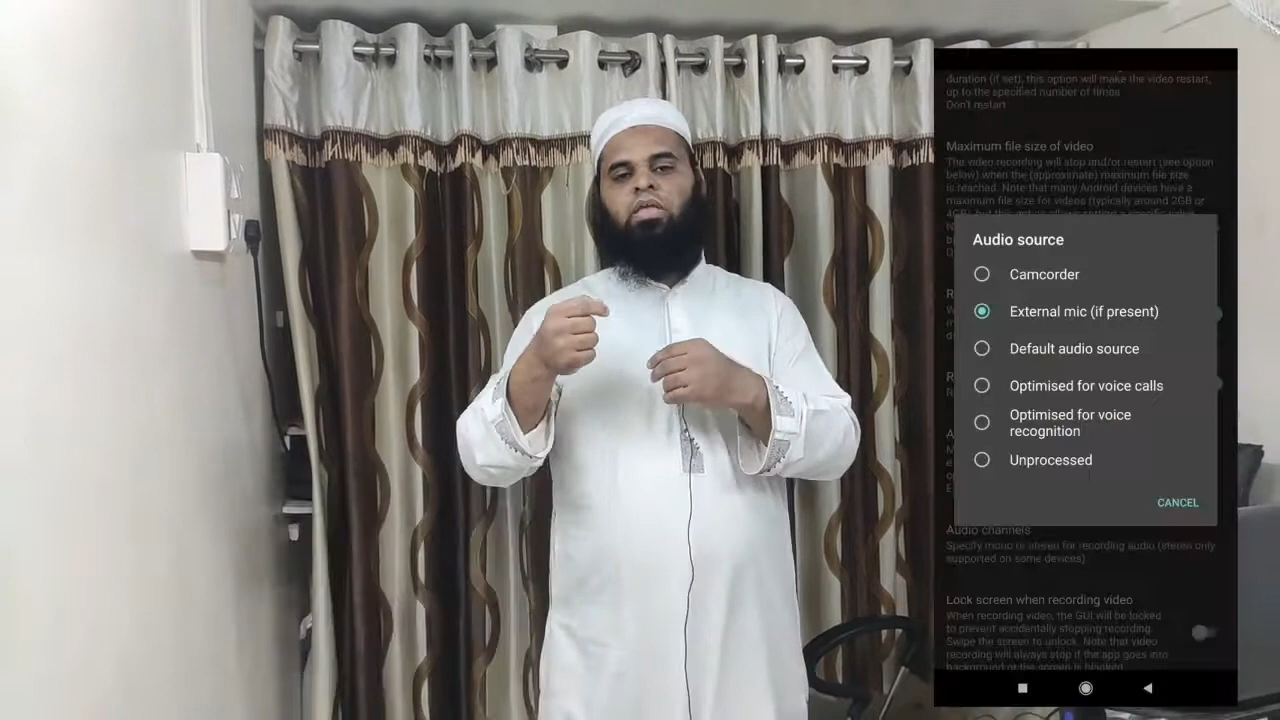 duration (if set), this option will make the video restart,
up to the specified number of times
Don't restart
Maximum file size of video
The video recording will stop and/or restart (see option
below) when the (approximate) maximum file size
is reached. Note that many Android devices have a
maximum file size for videos (typically around 2GB or
Audio source
Camcorder
External mic (if present)
Default audio source
Optimised for voice calls
Optimised for voice
recognition
Unprocessed
CANCEL
Audio channels
Specify mono or stereo for recording audio (stereo only
supported on some devices)
Lock screen when recording video
When recording video, the GUI will be locked
to prevent accidentally stopping recording.
Swipe the screen to unlock. Note that video
recording will always stop if the app goes into
background or the screen is blanked.